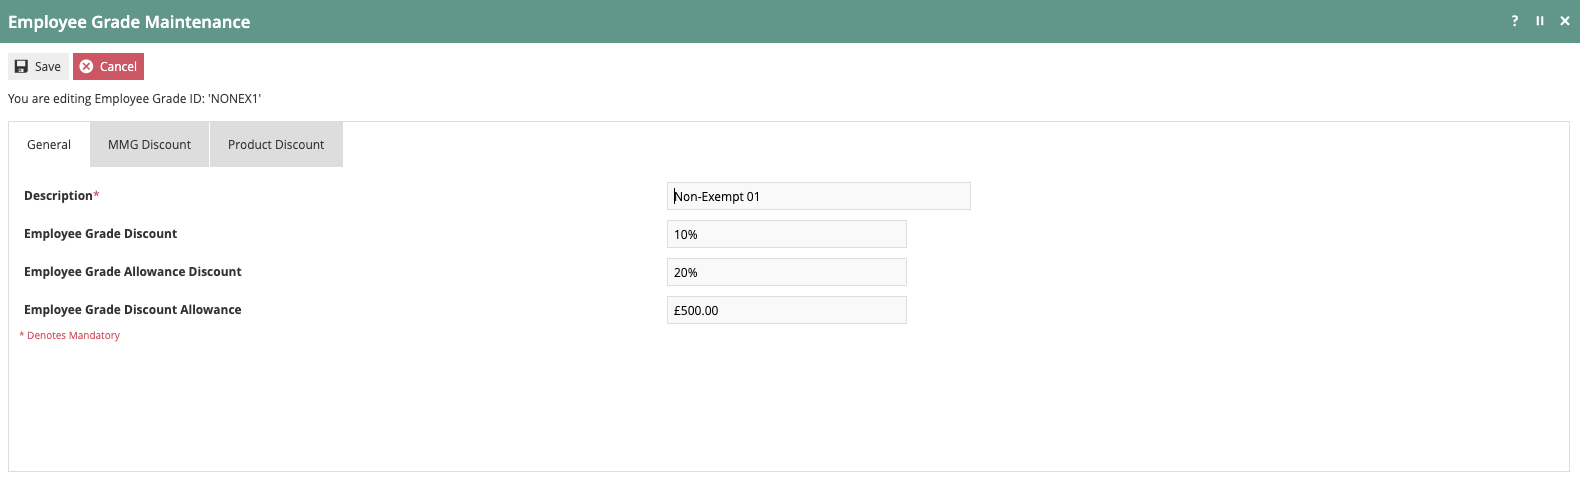 Employee Grade Maintenance
Save Cancel
You are editing Employee Grade ID: 'NONEX1'
General MMG Discount Product Discount
Description* Non-Exempt 01
Employee Grade Discount 10%
Employee Grade Allowance Discount 20%
Employee Grade Discount Allowance £500.00
* Denotes Mandatory